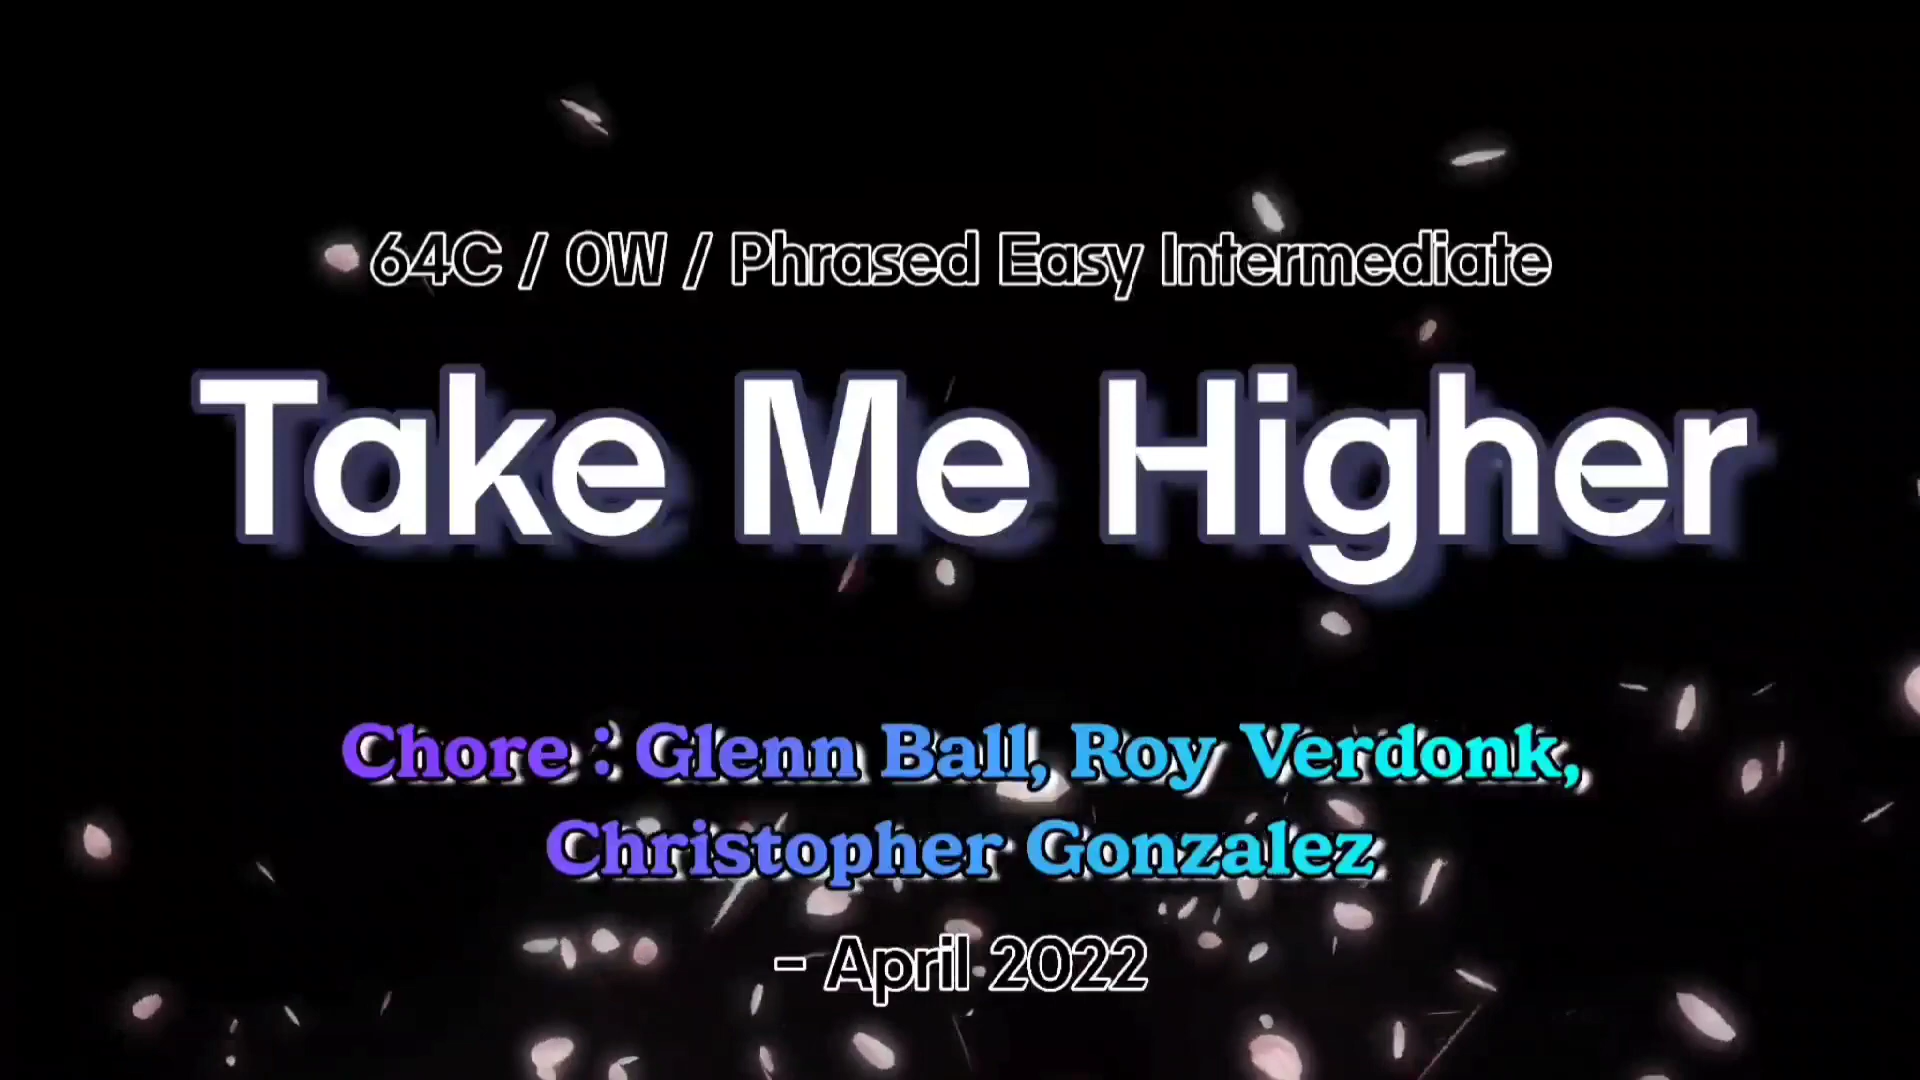 64C / 0W / Phrased Easy Intermediate
Take Me Higher
Chore : Glenn Ball, Roy Verdonk,
Christopher Gonzalez
- April 2022